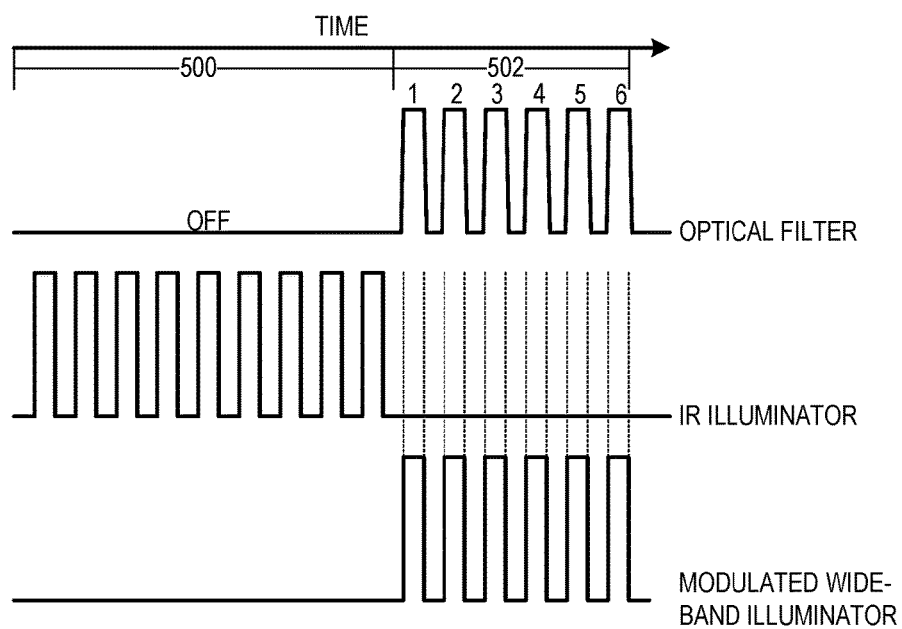 TIME
500 502
1 2 3 4 5 6
OFF
OPTICAL FILTER
IR ILLUMINATOR
MODULATED WIDE-
BAND ILLUMINATOR